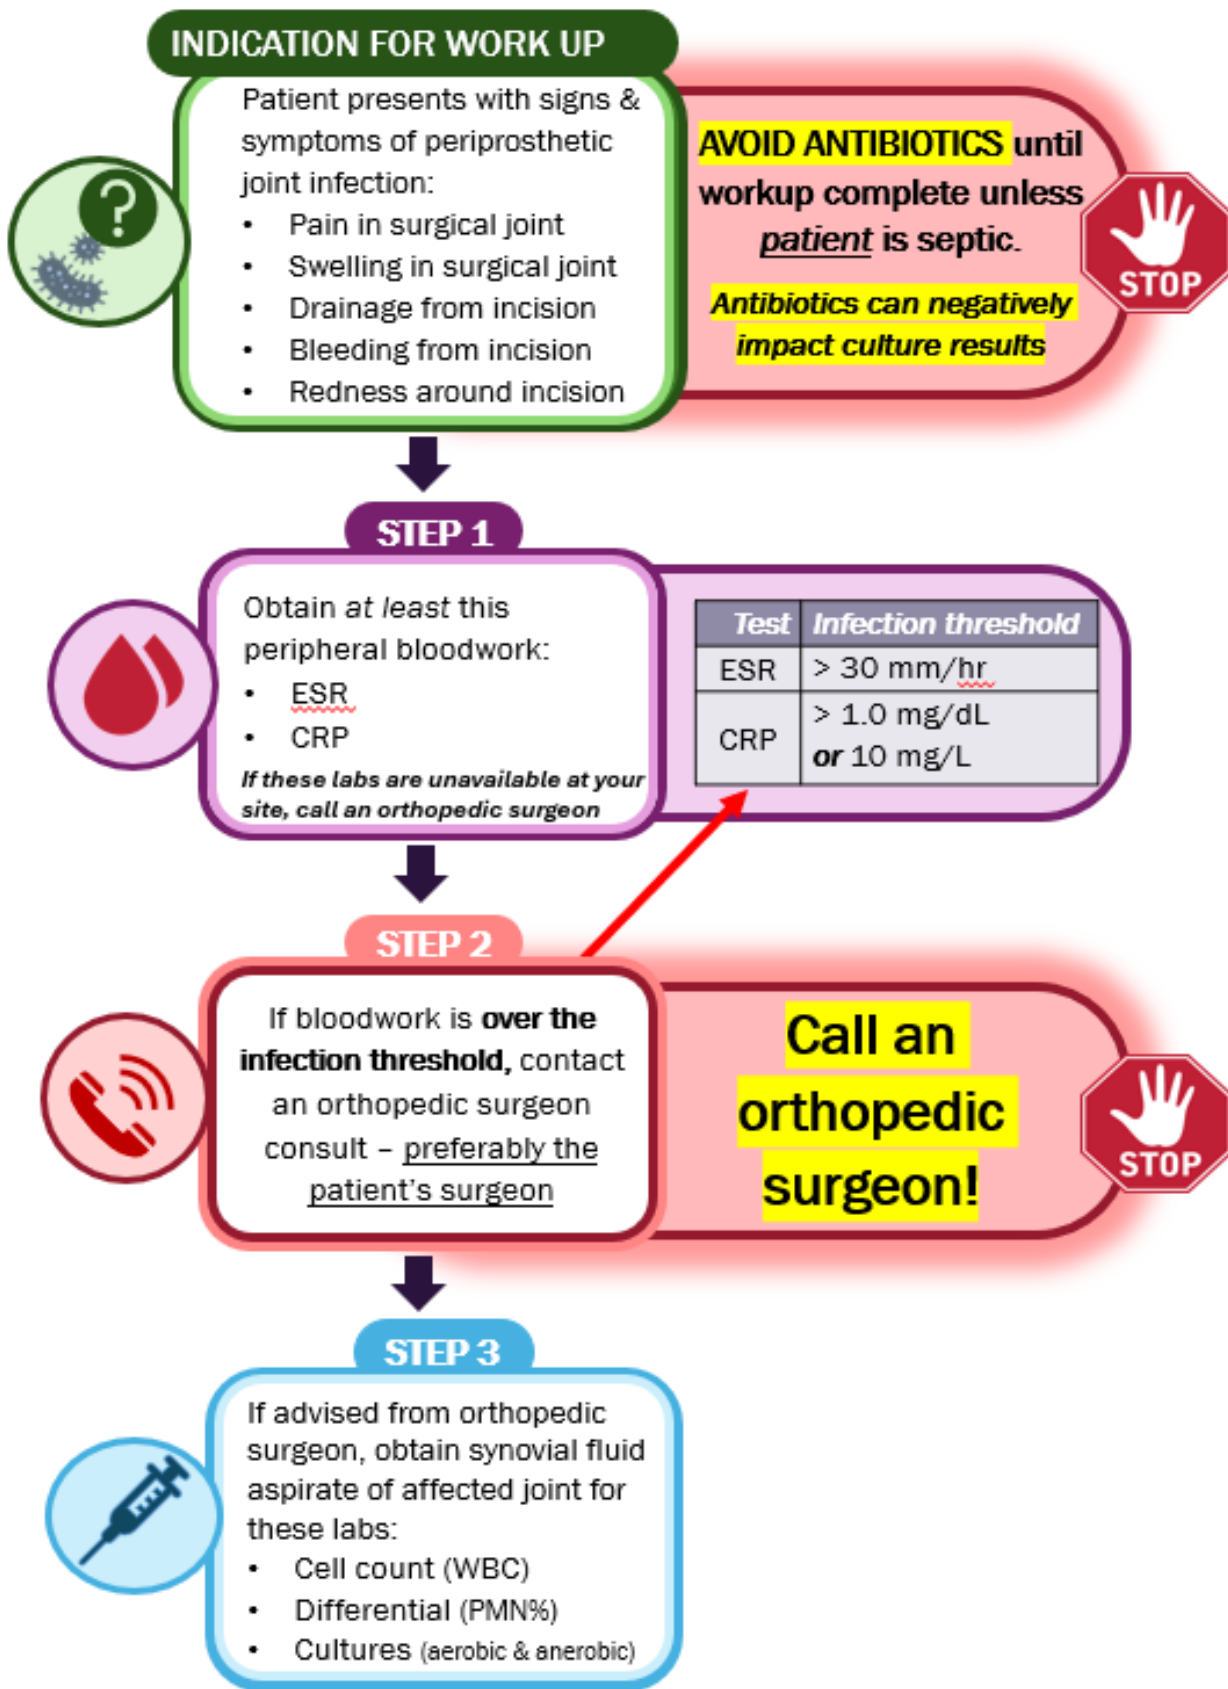 INDICATION FOR WORK UP
Patient presents with signs &
symptoms of periprosthetic
joint infection:
• Pain in surgical joint
• Swelling in surgical joint
• Drainage from incision
• Bleeding from incision
• Redness around incision
?
AVOID ANTIBIOTICS until
workup complete unless
patient is septic.
Antibiotics can negatively
impact culture results
STOP
STEP 1
Obtain at least this
peripheral bloodwork:
• ESR
• CRP
If these labs are unavailable at your
site, call an orthopedic surgeon
Test Infection threshold
ESR > 30 mm/hr
CRP > 1.0 mg/dL
or 10 mg/L
STEP 2
If bloodwork is over the
infection threshold, contact
an orthopedic surgeon
consult – preferably the
patient's surgeon
Call an
orthopedic
surgeon!
STOP
STEP 3
If advised from orthopedic
surgeon, obtain synovial fluid
aspirate of affected joint for
these labs:
• Cell count (WBC)
• Differential (PMN%)
• Cultures (aerobic & anerobic)